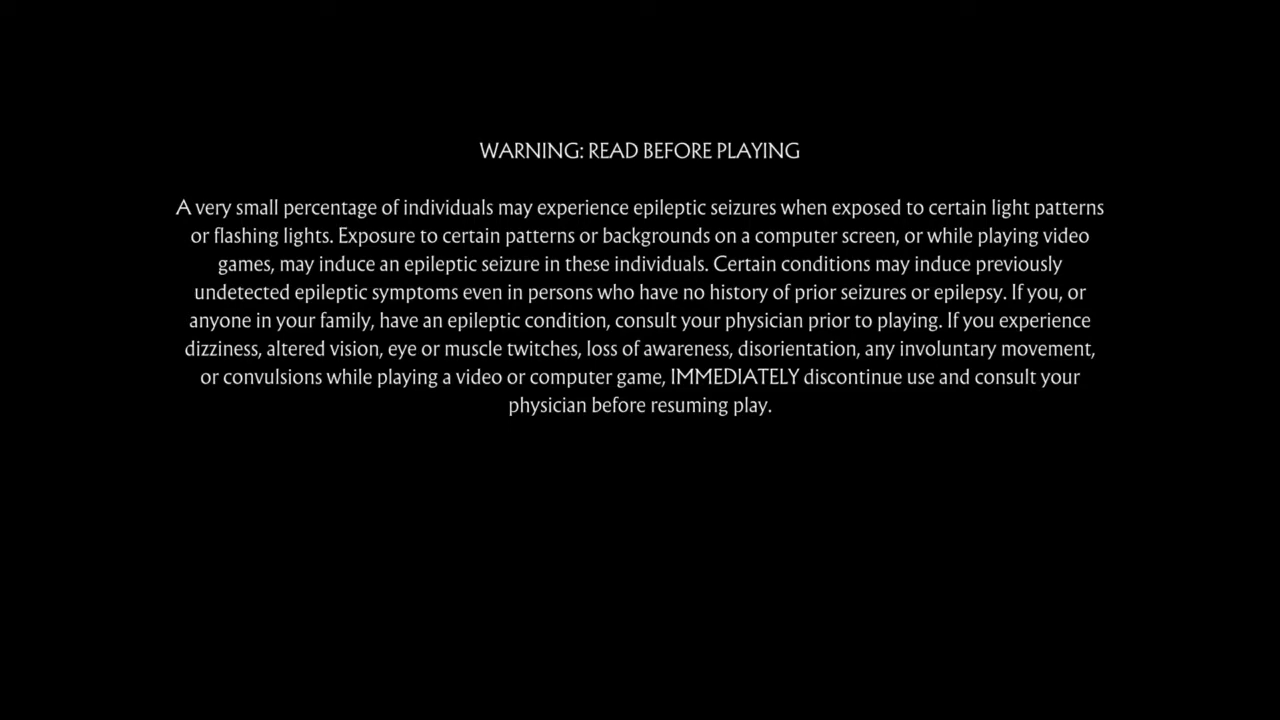 WARNING: READ BEFORE PLAYING
A very small percentage of individuals may experience epileptic seizures when exposed to certain light patterns
or flashing lights. Exposure to certain patterns or backgrounds on a computer screen, or while playing video
games, may induce an epileptic seizure in these individuals. Certain conditions may induce previously
undetected epileptic symptoms even in persons who have no history of prior seizures or epilepsy. If you, or
anyone in your family, have an epileptic condition, consult your physician prior to playing. If you experience
dizziness, altered vision, eye or muscle twitches, loss of awareness, disorientation, any involuntary movement,
or convulsions while playing a video or computer game, IMMEDIATELY discontinue use and consult your
physician before resuming play.